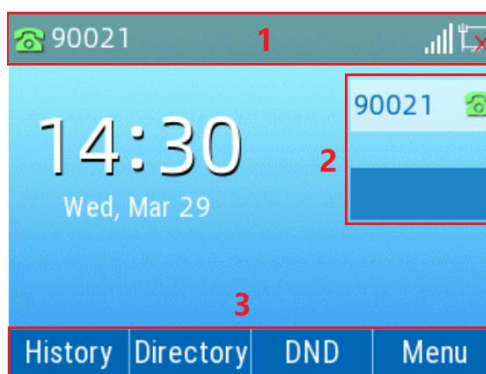 90021 1
90021
14:30
2
Wed, Mar 29
3
History Directory DND Menu